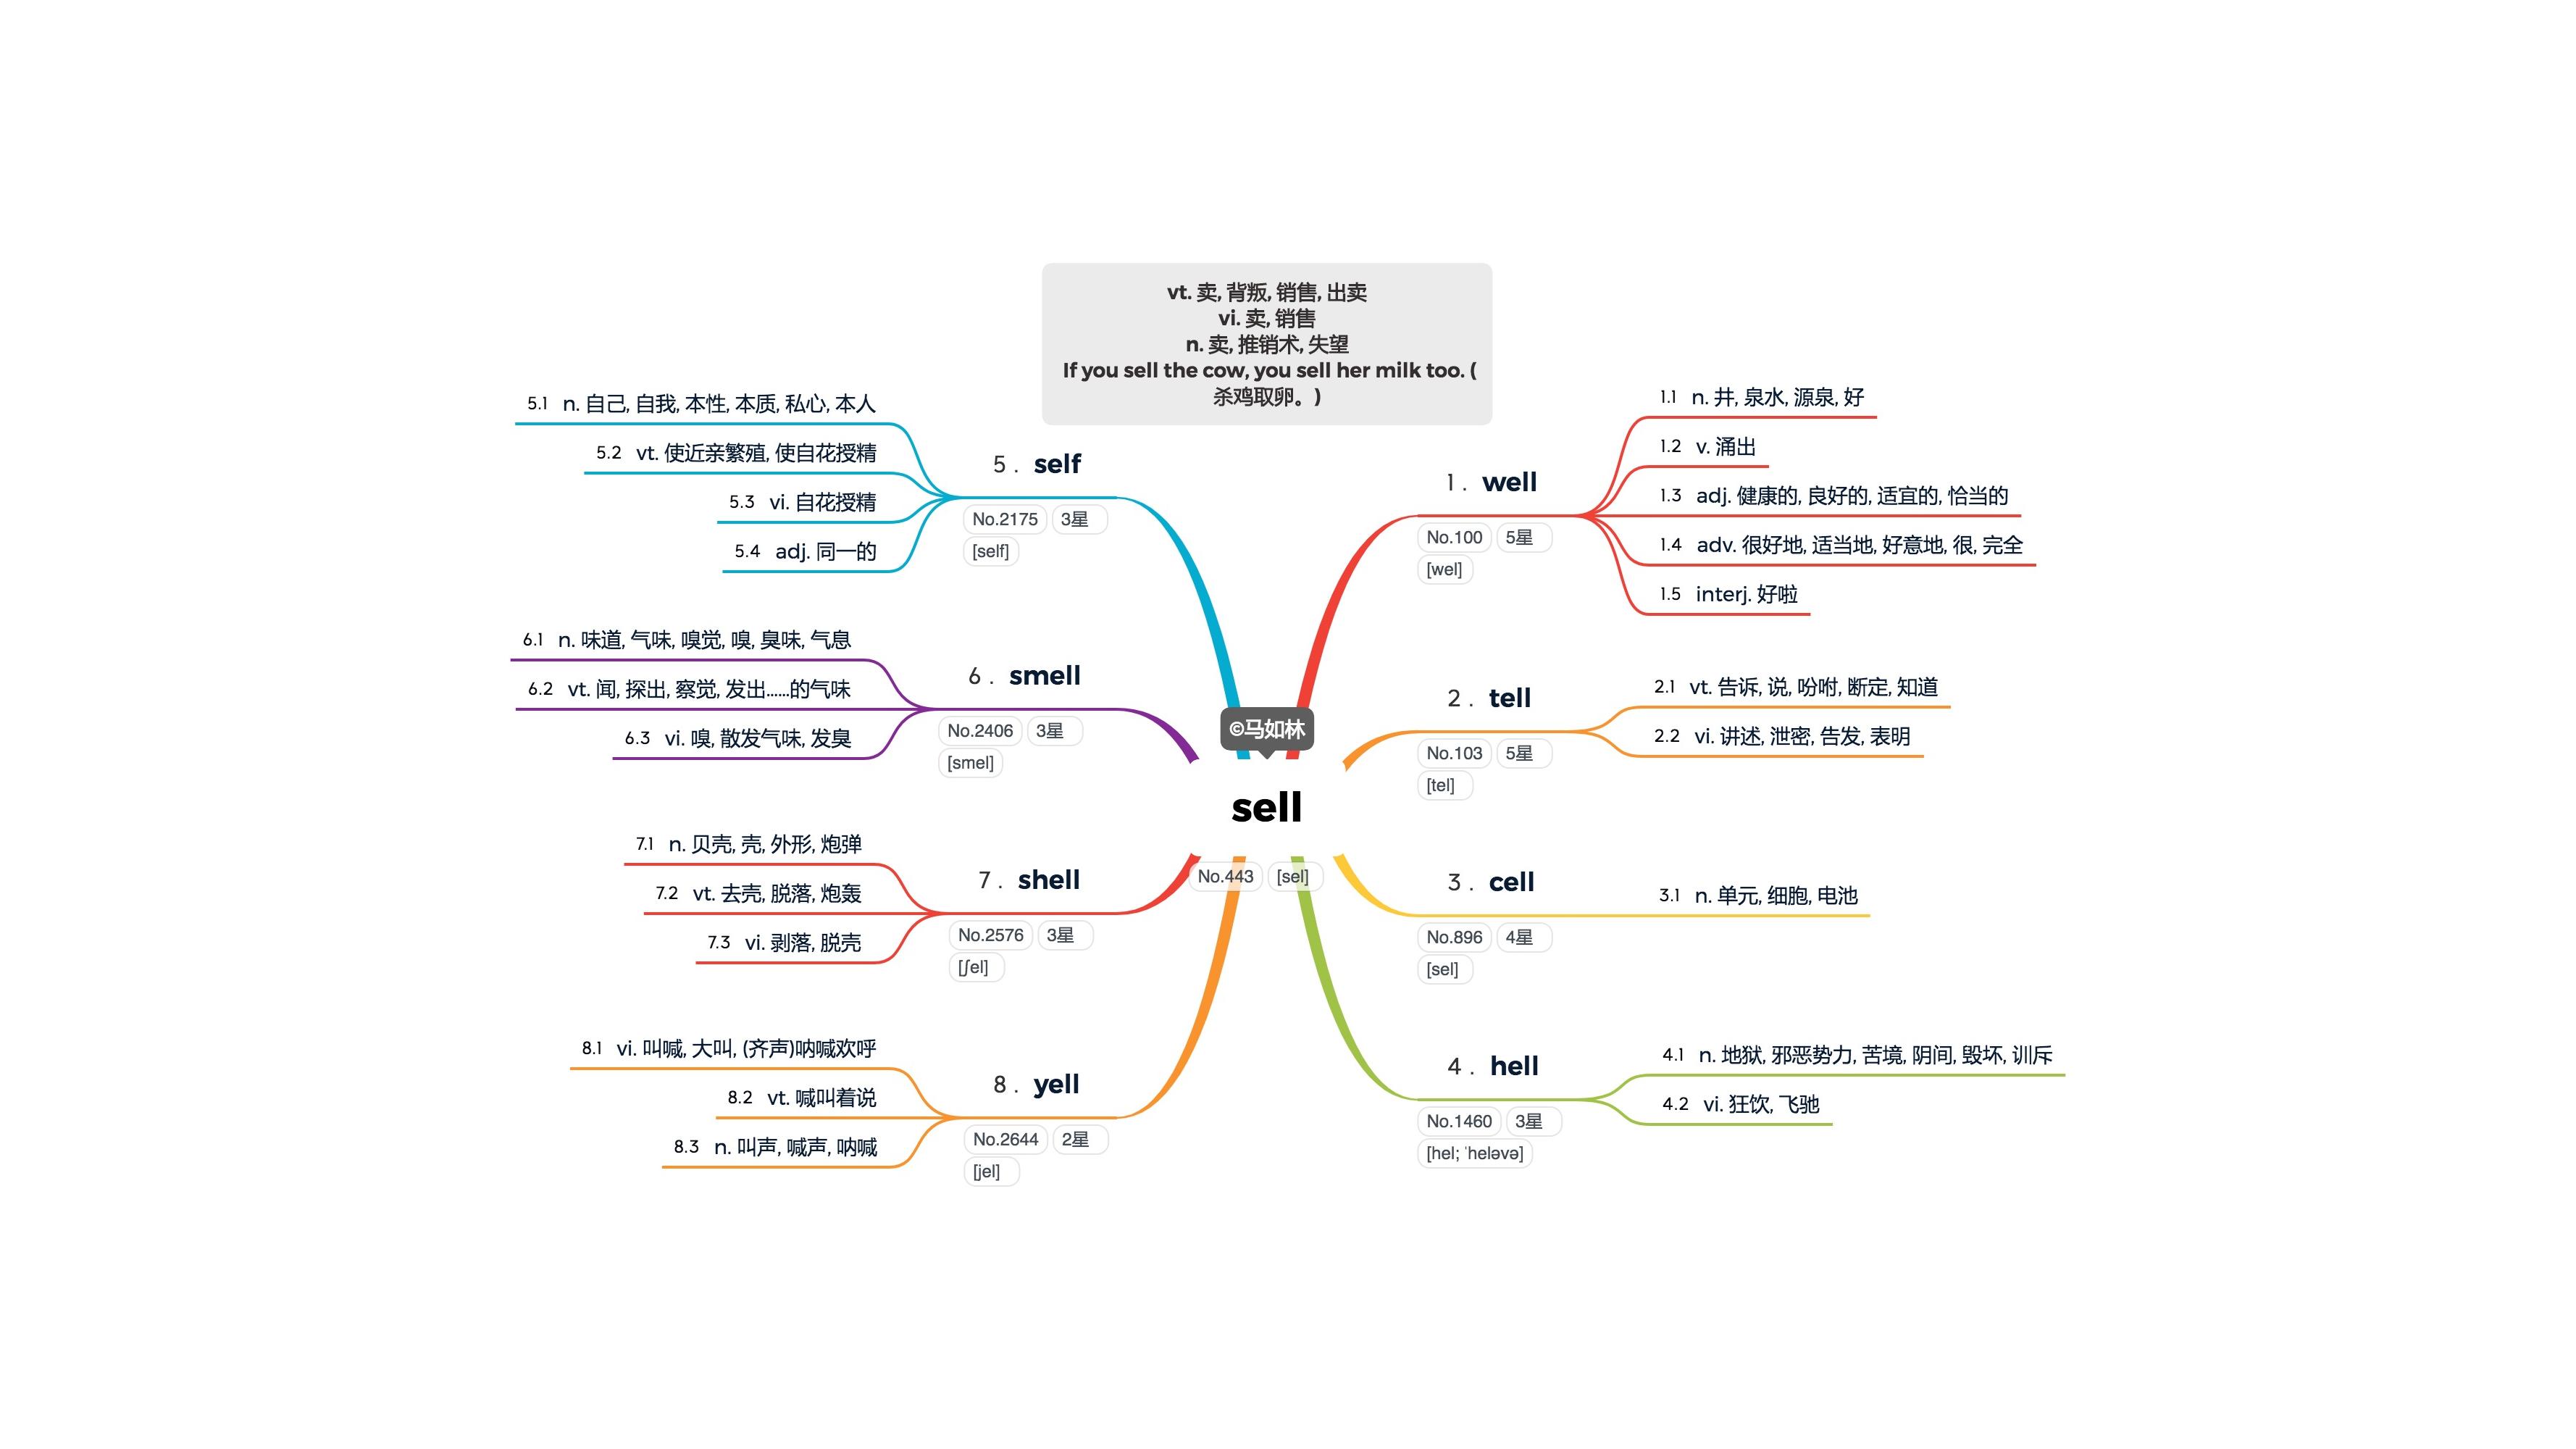 vt. 卖, 背叛, 销售, 出卖
vi. 卖, 销售
n. 卖, 推销术, 失望
If you sell the cow, you sell her milk too. (
杀鸡取卵。)
©马如林
sell
No.443 [sel]
1. well
No.100 5星
[wel]
1.1 n. 井, 泉水, 源泉, 好
1.2 v. 涌出
1.3 adj. 健康的, 良好的, 适宜的, 恰当的
1.4 adv. 很好地, 适当地, 好意地, 很, 完全
1.5 interj. 好啦
2. tell
No.103 5星
[tel]
2.1 vt. 告诉, 说, 吩咐, 断定, 知道
2.2 vi. 讲述, 泄密, 告发, 表明
3. cell
No.896 4星
[sel]
3.1 n. 单元, 细胞, 电池
4. hell
No.1460 3星
[hel; ˈheləvə]
4.1 n. 地狱, 邪恶势力, 苦境, 阴间, 毁坏, 训斥
4.2 vi. 狂饮, 飞驰
5. self
No.2175 3星
[self]
5.1 n. 自己, 自我, 本性, 本质, 私心, 本人
5.2 vt. 使近亲繁殖, 使自花授精
5.3 vi. 自花授精
5.4 adj. 同一的
6. smell
No.2406 3星
[smel]
6.1 n. 味道, 气味, 嗅觉, 嗅, 臭味, 气息
6.2 vt. 闻, 探出, 察觉, 发出......的气味
6.3 vi. 嗅, 散发气味, 发臭
7. shell
No.2576 3星
[ʃel]
7.1 n. 贝壳, 壳, 外形, 炮弹
7.2 vt. 去壳, 脱落, 炮轰
7.3 vi. 剥落, 脱壳
8. yell
No.2644 2星
[jel]
8.1 vi. 叫喊, 大叫, (齐声)呐喊欢呼
8.2 vt. 喊叫着说
8.3 n. 叫声, 喊声, 呐喊